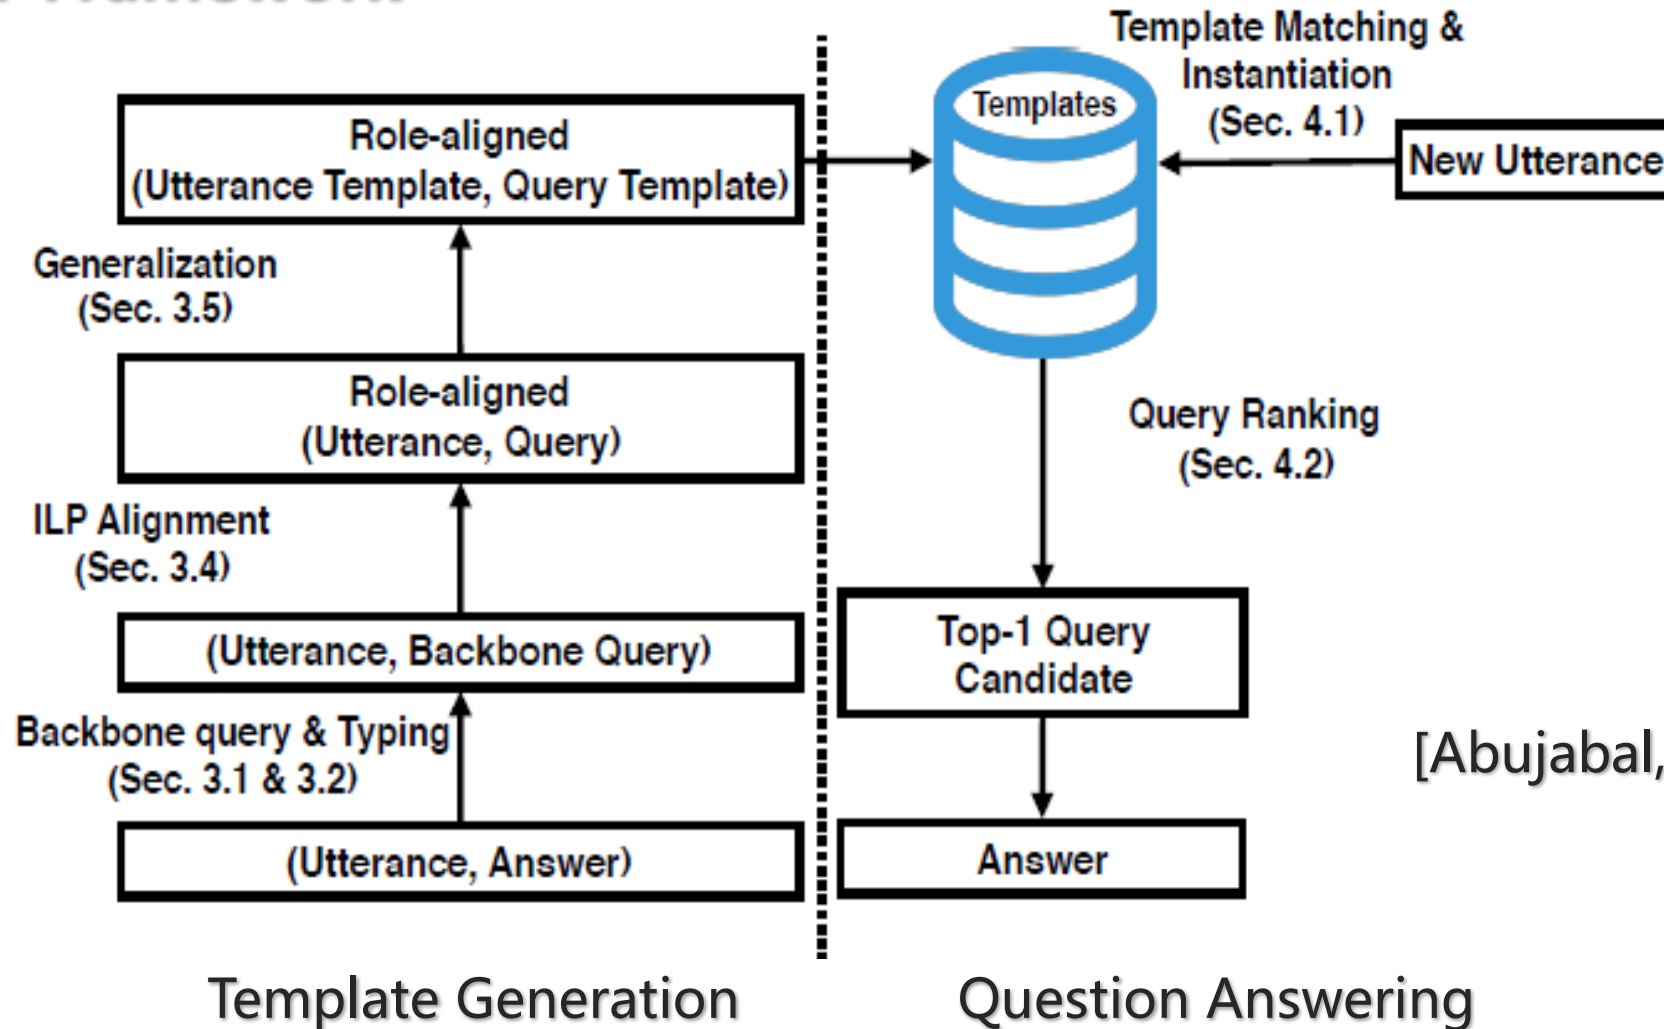 Template Matching &
Instantiation
(Sec. 4.1)
Templates
New Utterance
Role-aligned
(Utterance Template, Query Template)
Generalization
(Sec. 3.5)
Role-aligned
(Utterance, Query)
Query Ranking
(Sec. 4.2)
ILP Alignment
(Sec. 3.4)
(Utterance, Backbone Query)
Top-1 Query
Candidate
Backbone query & Typing
(Sec. 3.1 & 3.2)
[Abujabal,
(Utterance, Answer)
Answer
Template Generation
Question Answering